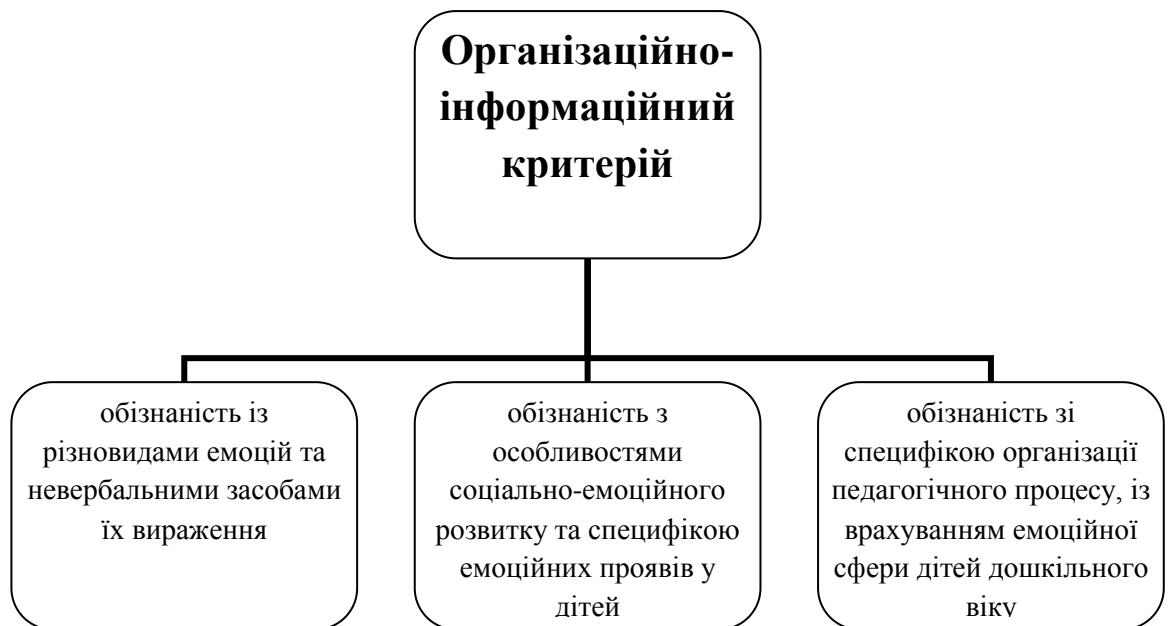 Організаційно-
інформаційний
критерій
обізнаність із
різновидами емоцій та
невербальними засобами
їх вираження
обізнаність з
особливостями
соціально-емоційного
розвитку та специфікою
емоційних проявів у
дітей
обізнаність зі
специфікою організації
педагогічного процесу, із
врахуванням емоційної
сфери дітей дошкільного
віку